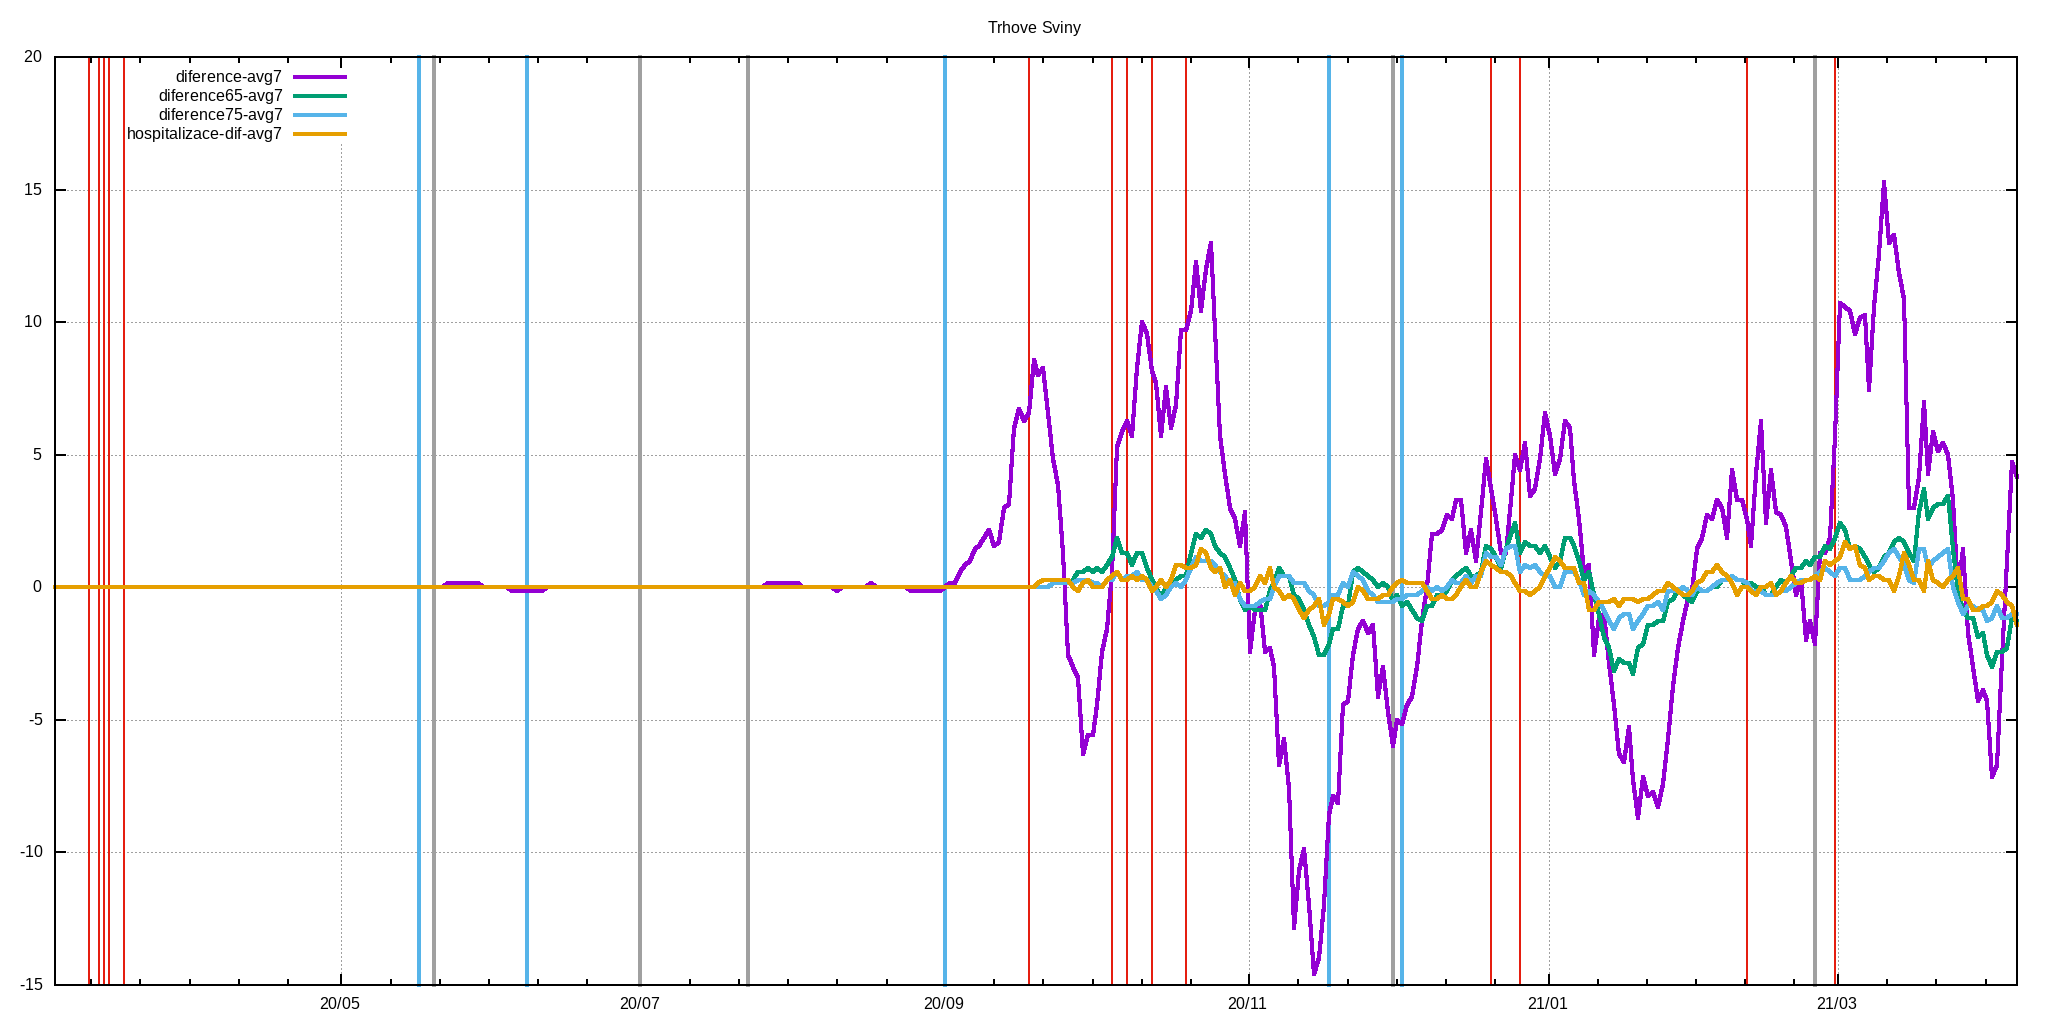 Trhove Sviny
20
15
10
5
0
-5
-10
-15
diference-avg7
diference65-avg7
diference75-avg7
hospitalizace-dif-avg7
20/05
20/07
20/09
20/11
21/01
21/03